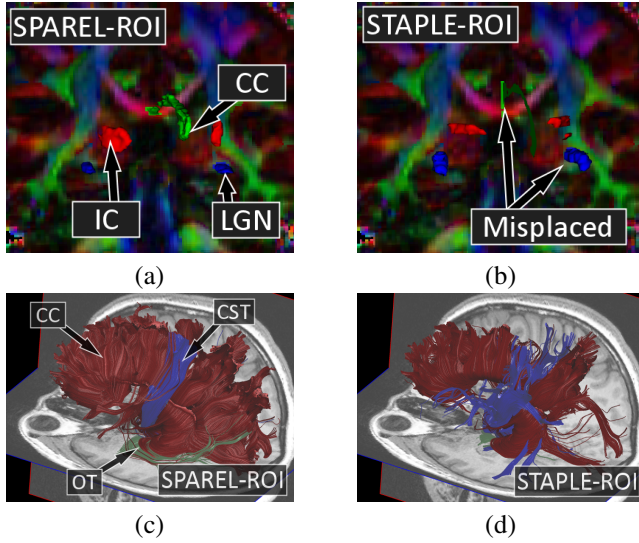 SPAREL-ROI
CC
IC
LGN
(a)
STAPLE-ROI
Misplaced
(b)
CC
CST
OT
SPAREL-ROI
(c)
STAPLE-ROI
(d)